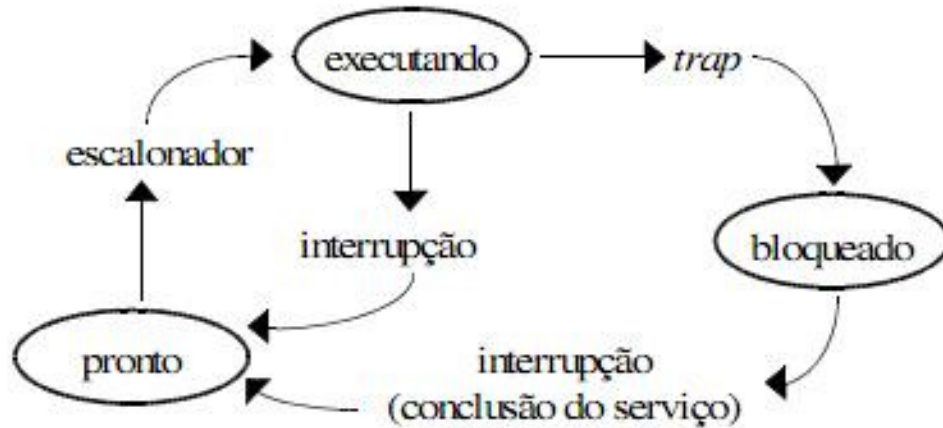 executando
trap
escalonador
interrupção
bloqueado
pronto
interrupção
(conclusão do serviço)